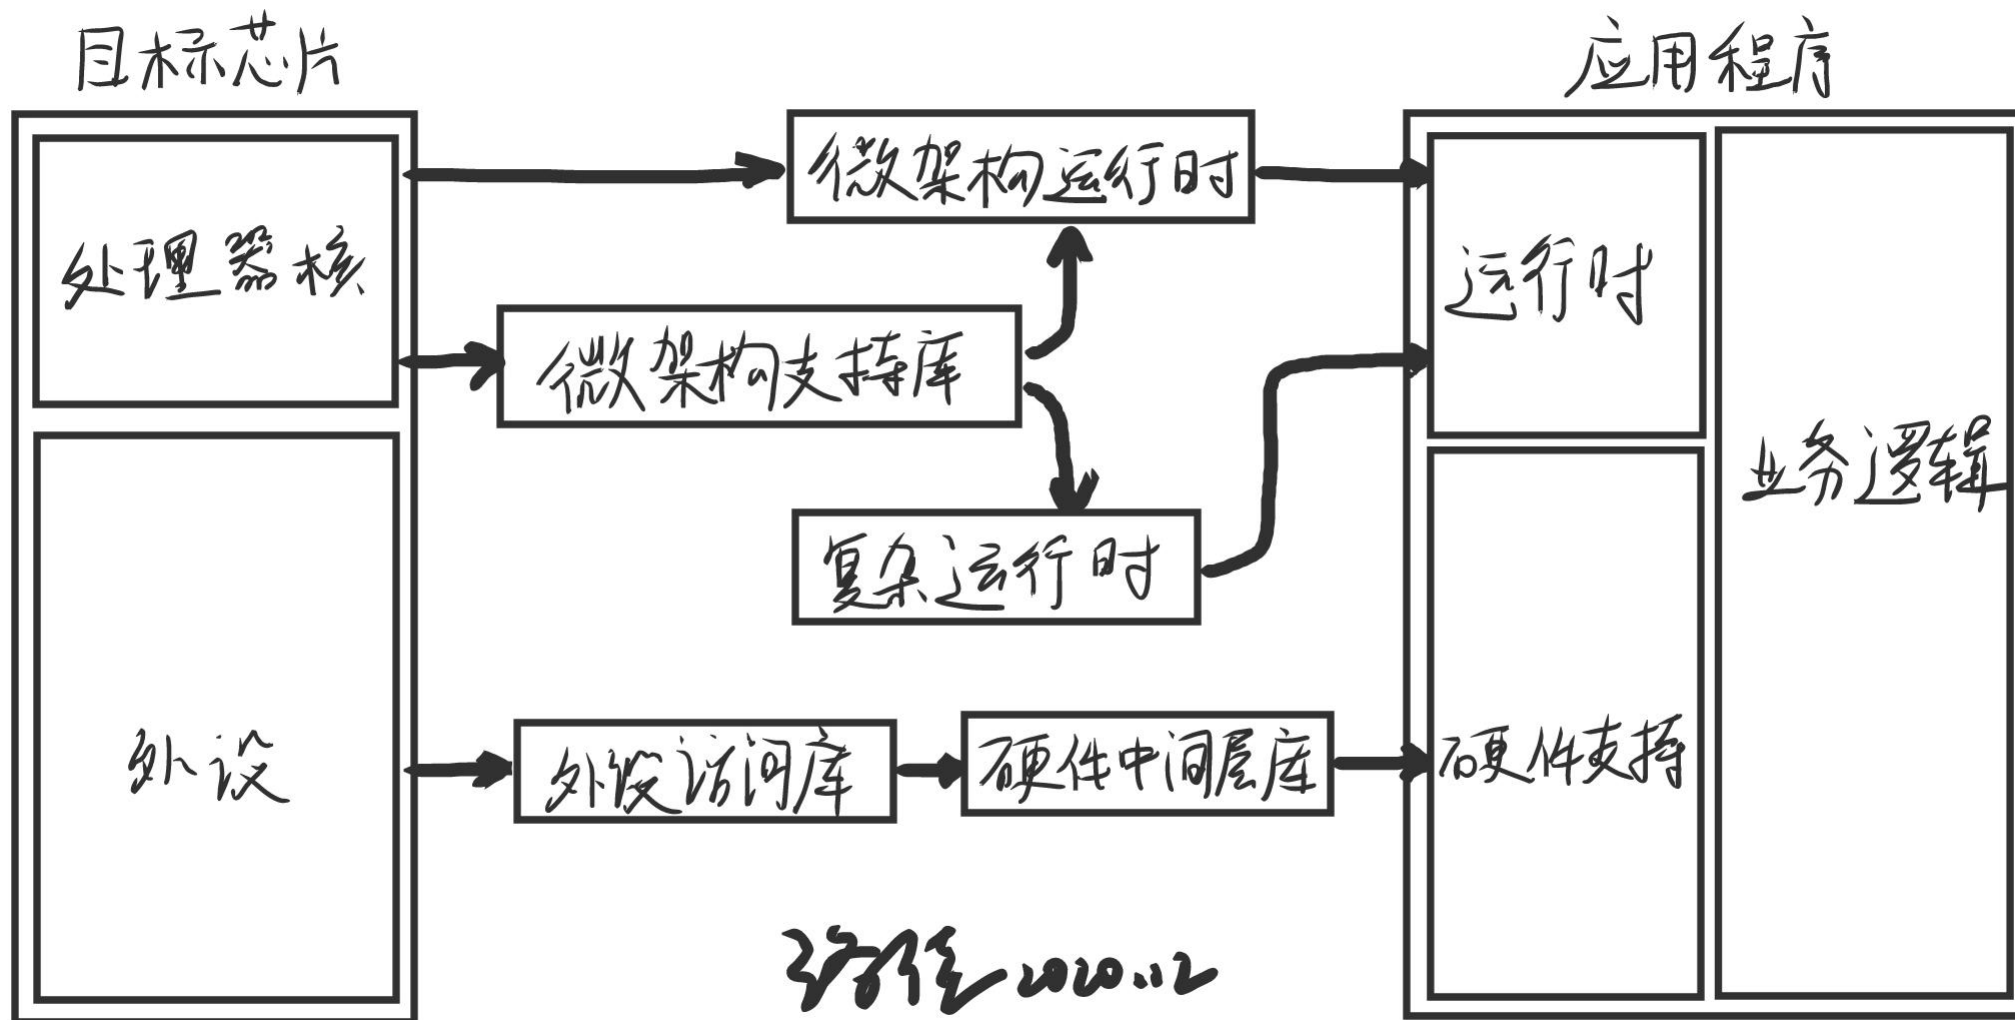 目标芯片
应用程序
处理器核
外设
微架构运行时
微架构支持库
复杂运行时
外设访问库
硬件中间层库
运行时
硬件支持
业务逻辑
洛佳 2020.12